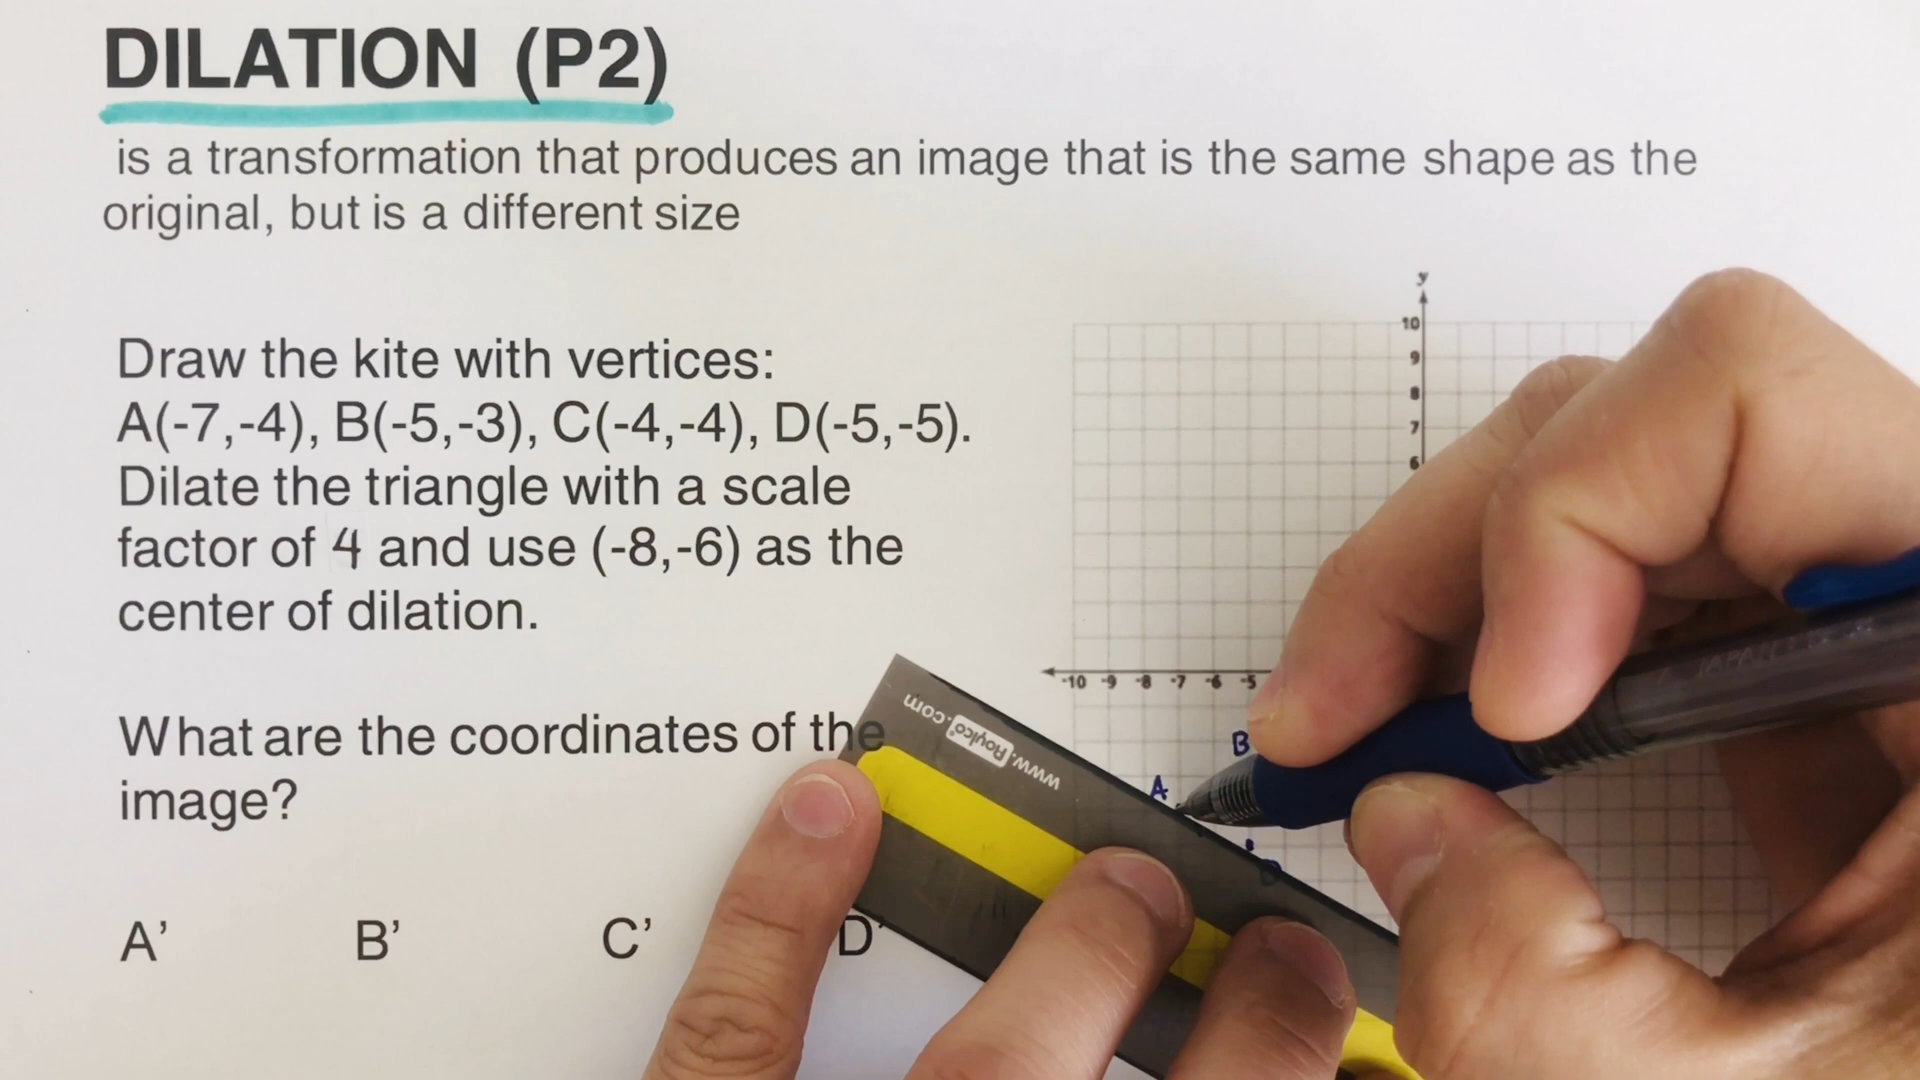 DILATION (P2)
is a transformation that produces an image that is the same shape as the
original, but is a different size
Draw the kite with vertices:
A(-7,-4), B(-5,-3), C(-4,-4), D(-5,-5).
Dilate the triangle with a scale
factor of 4 and use (-8,-6) as the
center of dilation.
What are the coordinates of the
image?
A' B' C' D'
y
10
9
8
7
6
-10 -9 -8 -7 -6 -5
B
A
D
www.Roylco.com